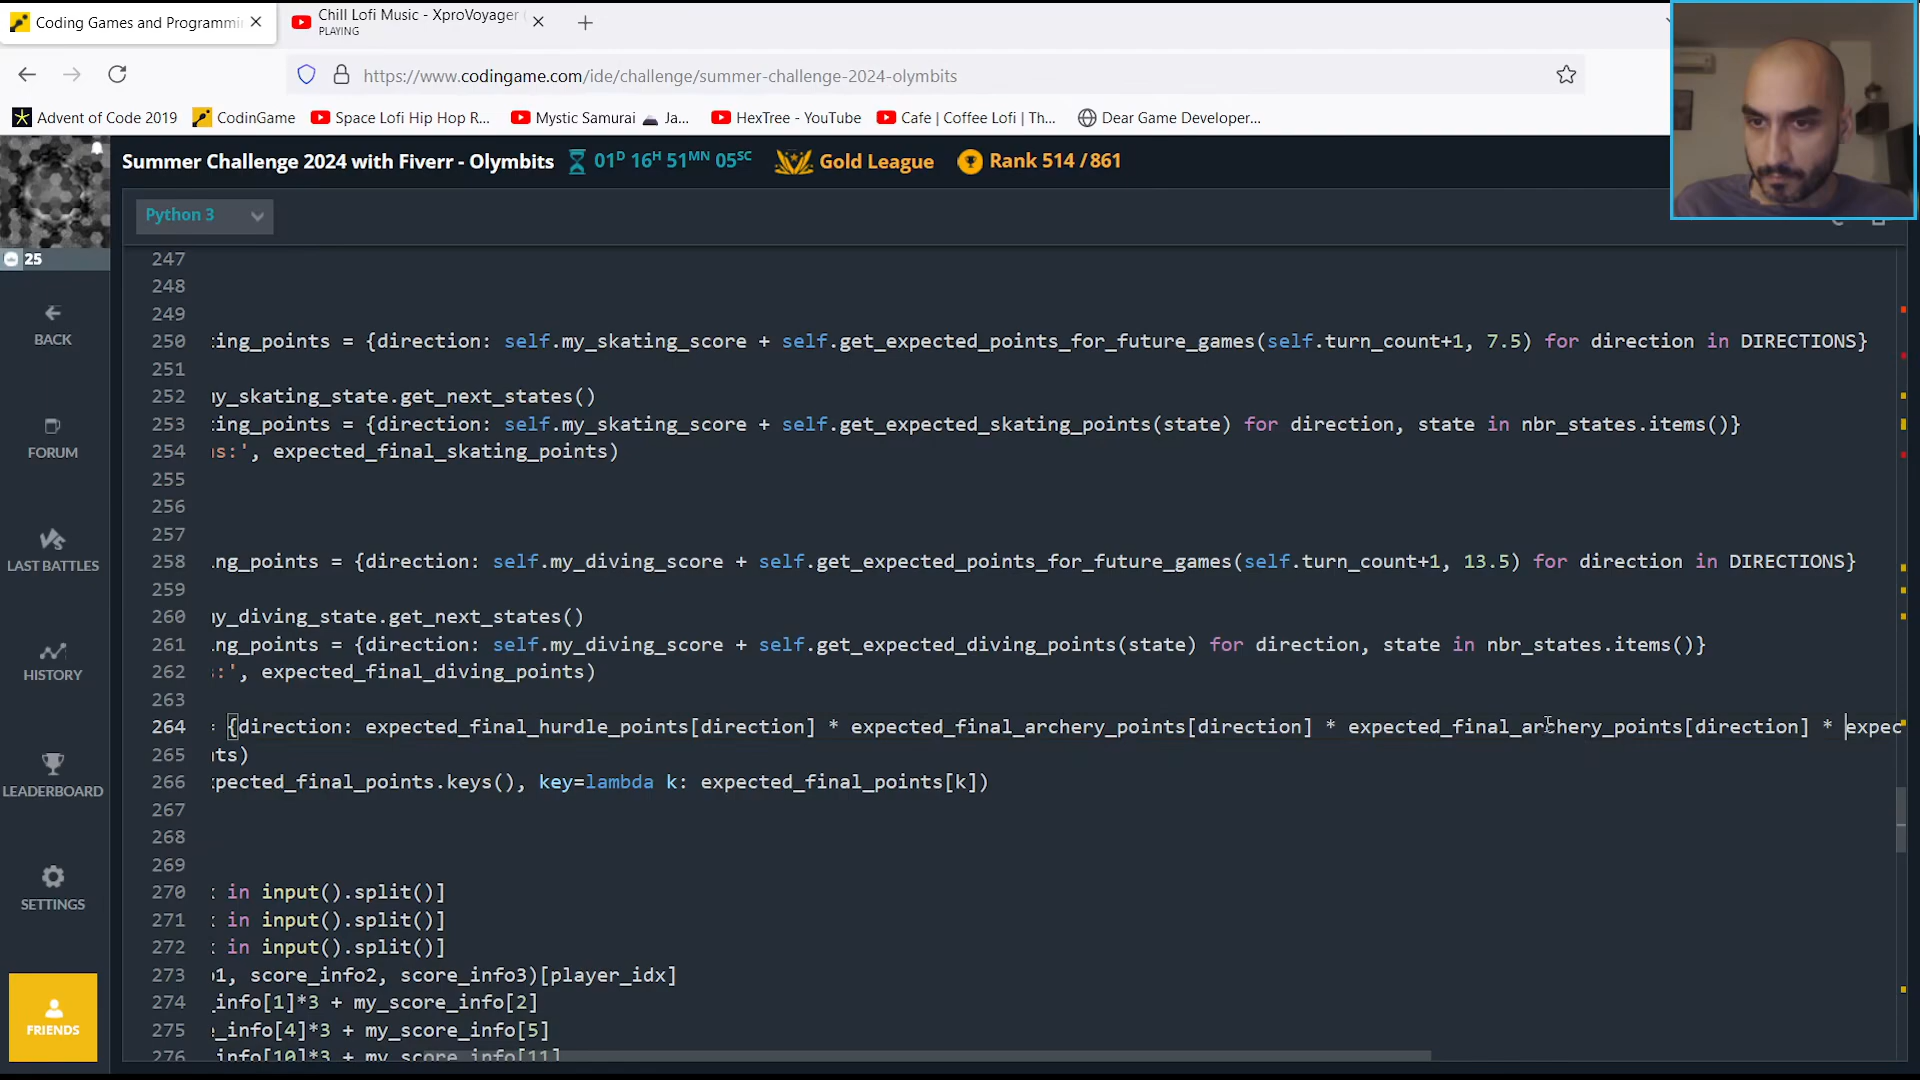 Coding Games and Programmi
Chill Lofi Music - XproVoyager
PLAYING
https://www.codingame.com/ide/challenge/summer-challenge-2024-olymbits
Advent of Code 2019
CodinGame
Space Lofi Hip Hop R...
Mystic Samurai Ja...
HexTree - YouTube
Cafe | Coffee Lofi | Th...
Dear Game Developer...
Summer Challenge 2024 with Fiverr - Olymbits
01D 16H 51MN 05SC
Gold League
Rank 514 / 861
Python 3
25
BACK
FORUM
LAST BATTLES
HISTORY
LEADERBOARD
SETTINGS
FRIENDS
247
248
249
250 ing_points = {direction: self.my_skating_score + self.get_expected_points_for_future_games(self.turn_count+1, 7.5) for direction in DIRECTIONS}
251
252 y_skating_state.get_next_states()
253 ing_points = {direction: self.my_skating_score + self.get_expected_skating_points(state) for direction, state in nbr_states.items()}
254 s:', expected_final_skating_points)
255
256
257
258 ng_points = {direction: self.my_diving_score + self.get_expected_points_for_future_games(self.turn_count+1, 13.5) for direction in DIRECTIONS}
259
260 y_diving_state.get_next_states()
261 ng_points = {direction: self.my_diving_score + self.get_expected_diving_points(state) for direction, state in nbr_states.items()}
262 :', expected_final_diving_points)
263
264 = {direction: expected_final_hurdle_points[direction] * expected_final_archery_points[direction] * expected_final_archery_points[direction] * expec
265 ts)
266 pected_final_points.keys(), key=lambda k: expected_final_points[k])
267
268
269
270 in input().split()]
271 in input().split()]
272 in input().split()]
273 1, score_info2, score_info3)[player_idx]
274 _info[1]*3 + my_score_info[2]
275 _info[4]*3 + my_score_info[5]
276 info[10]*3 + my_score_info[11]